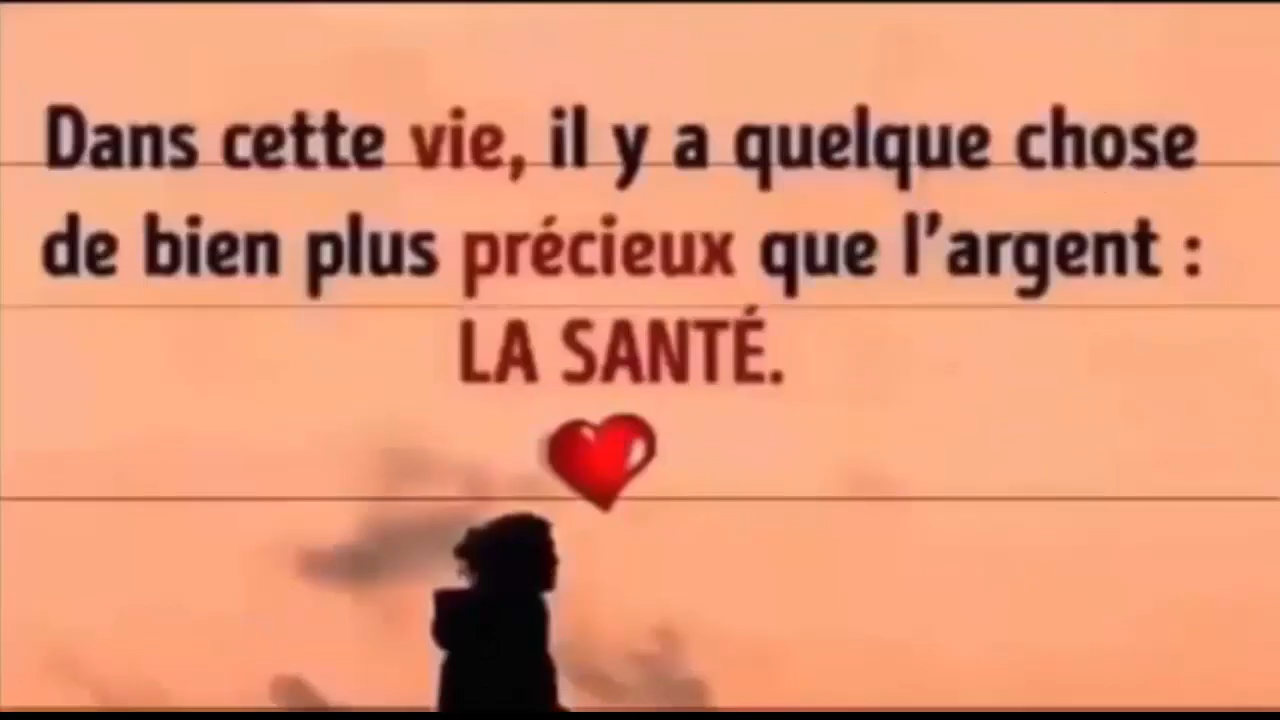 Dans cette vie, il y a quelque chose
de bien plus précieux que l’argent :
LA SANTÉ.